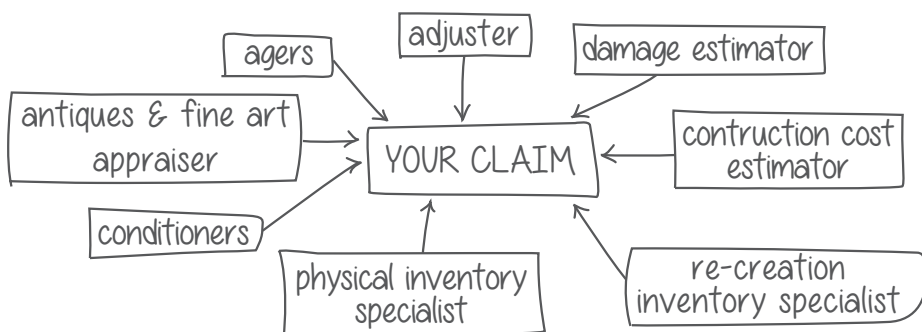 adjuster
agers
damage estimator
antiques & fine art
appraiser
YOUR CLAIM
contruction cost
estimator
conditioners
physical inventory
specialist
re-creation
inventory specialist